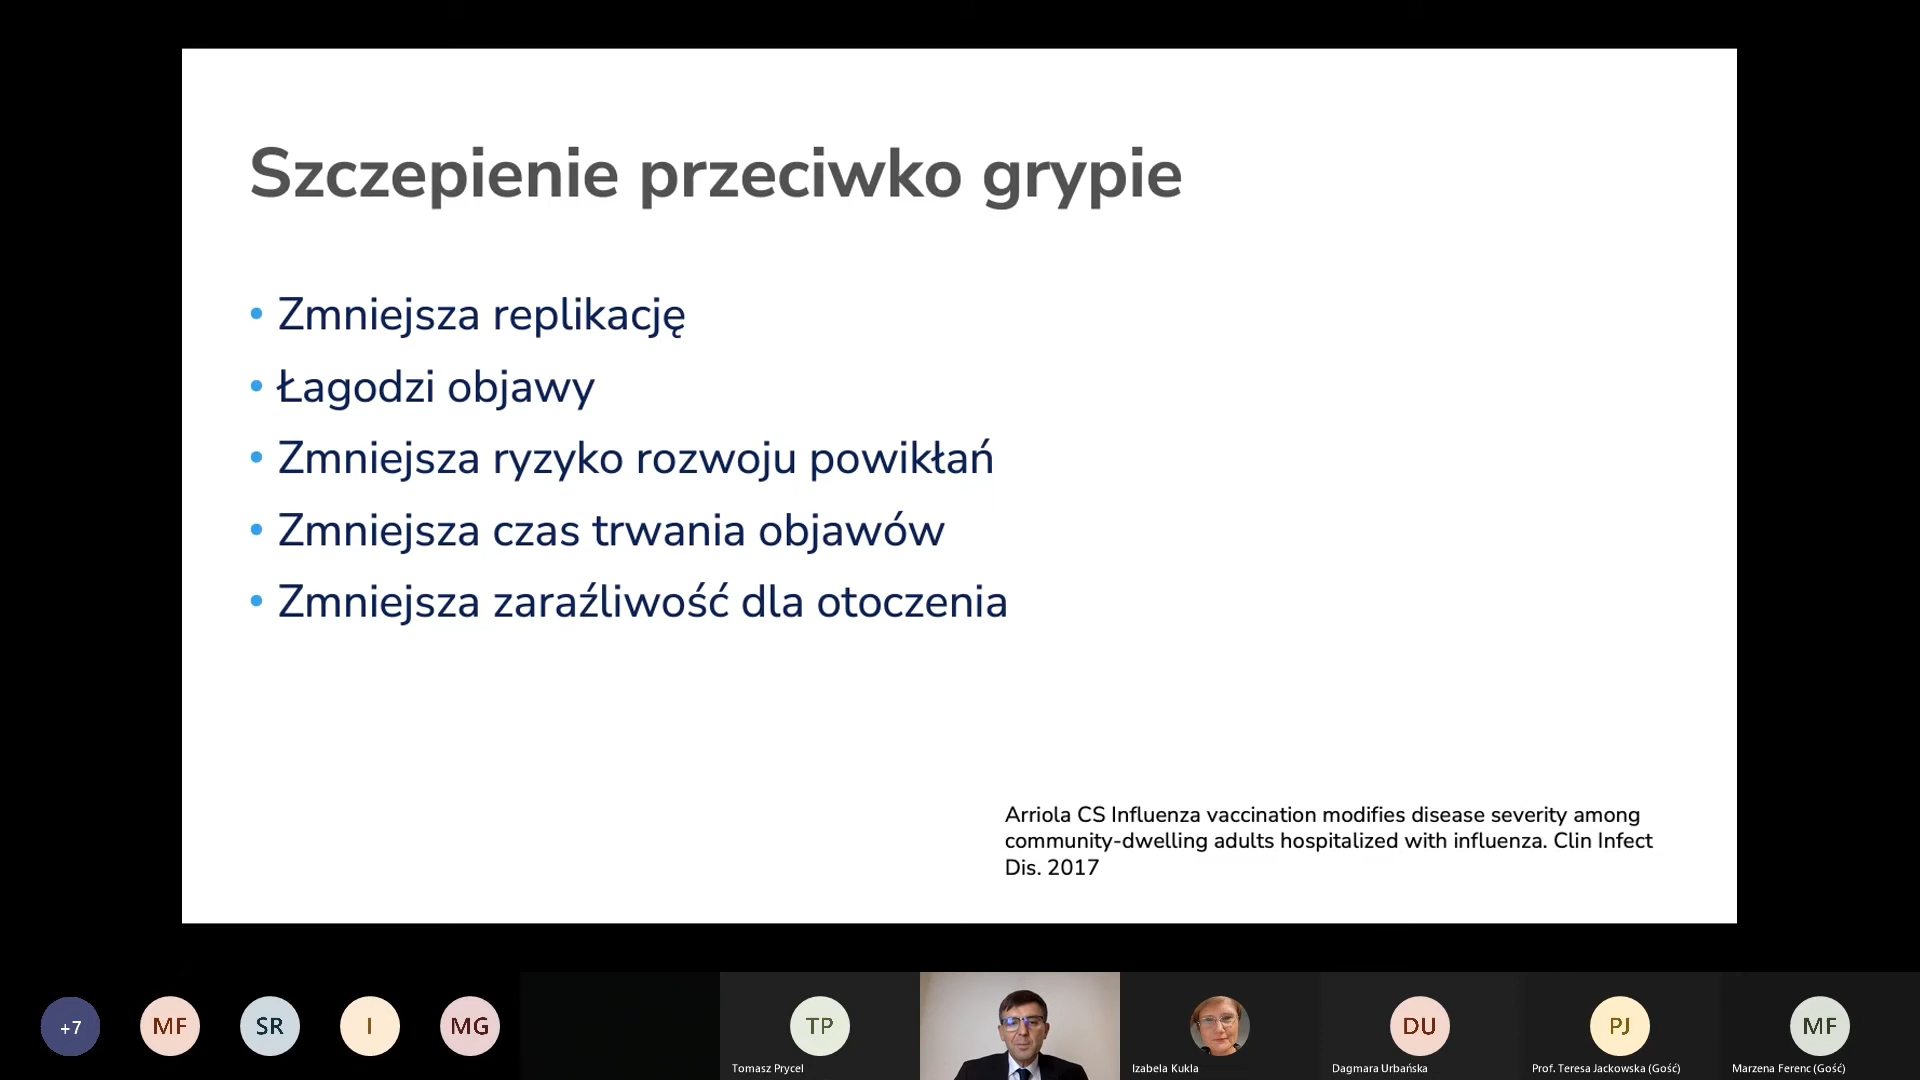 Szczepienie przeciwko grypie
• Zmniejsza replikację
• Łagodzi objawy
• Zmniejsza ryzyko rozwoju powikłań
• Zmniejsza czas trwania objawów
• Zmniejsza zaraźliwość dla otoczenia
Arriola CS Influenza vaccination modifies disease severity among
community-dwelling adults hospitalized with influenza. Clin Infect
Dis. 2017
+7
MF
SR
I
MG
TP
Tomasz Prycel
Izabela Kukla
DU
Dagmara Urbańska
PJ
Prof. Teresa Jackowska (Gość)
MF
Marzena Ferenc (Gość)